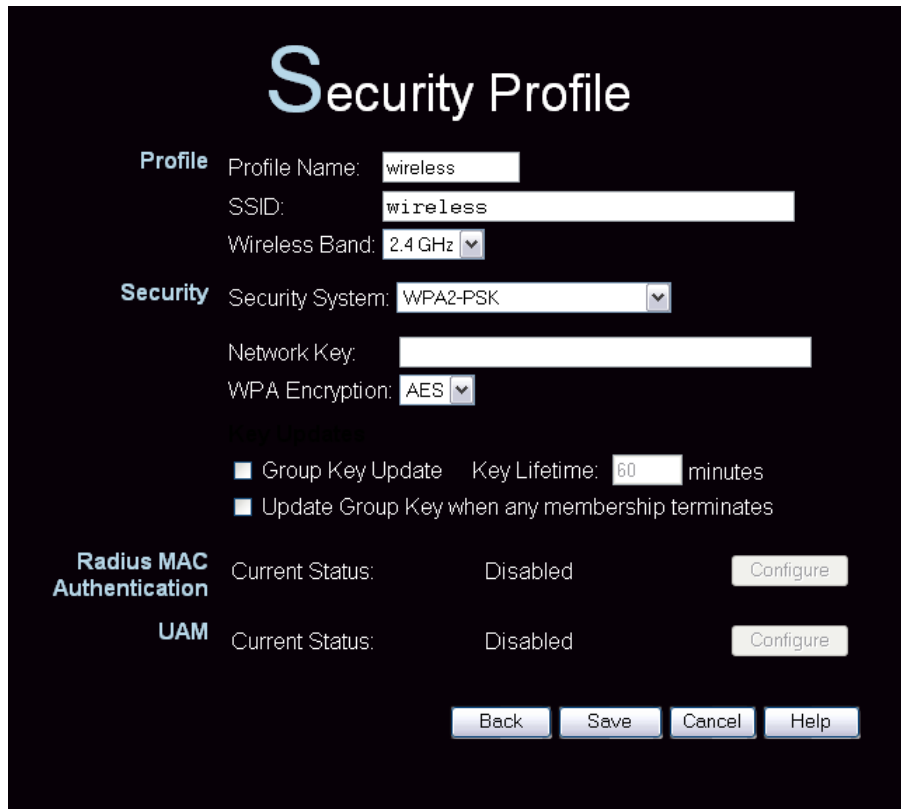 Security Profile
Profile
Profile Name: wireless
SSID: wireless
Wireless Band: 2.4 GHz
Security
Security System: WPA2-PSK
Network Key:
WPA Encryption: AES
Key Updates
Group Key Update Key Lifetime: 60 minutes
Update Group Key when any membership terminates
Radius MAC
Authentication
Current Status: Disabled Configure
UAM
Current Status: Disabled Configure
Back Save Cancel Help